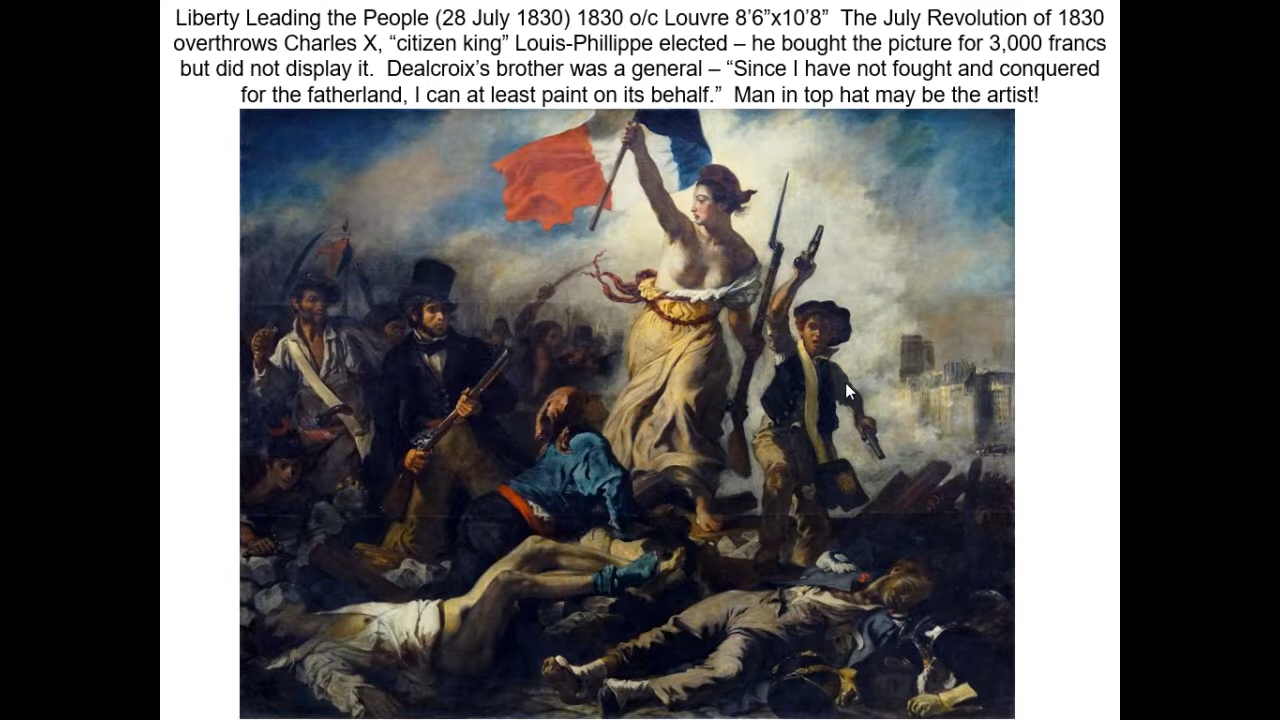 Liberty Leading the People (28 July 1830) 1830 o/c Louvre 8’6”x10’8”  The July Revolution of 1830
overthrows Charles X, “citizen king” Louis-Phillippe elected – he bought the picture for 3,000 francs
but did not display it.  Dealcroix’s brother was a general – “Since I have not fought and conquered
for the fatherland, I can at least paint on its behalf.”  Man in top hat may be the artist!